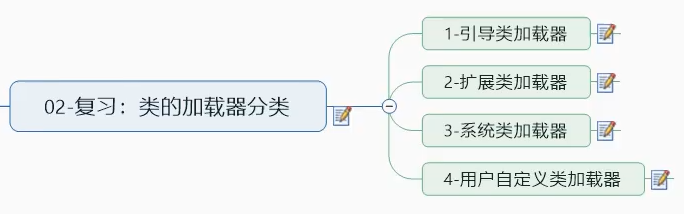 02-复习：类的加载器分类
1-引导类加载器
2-扩展类加载器
3-系统类加载器
4-用户自定义类加载器